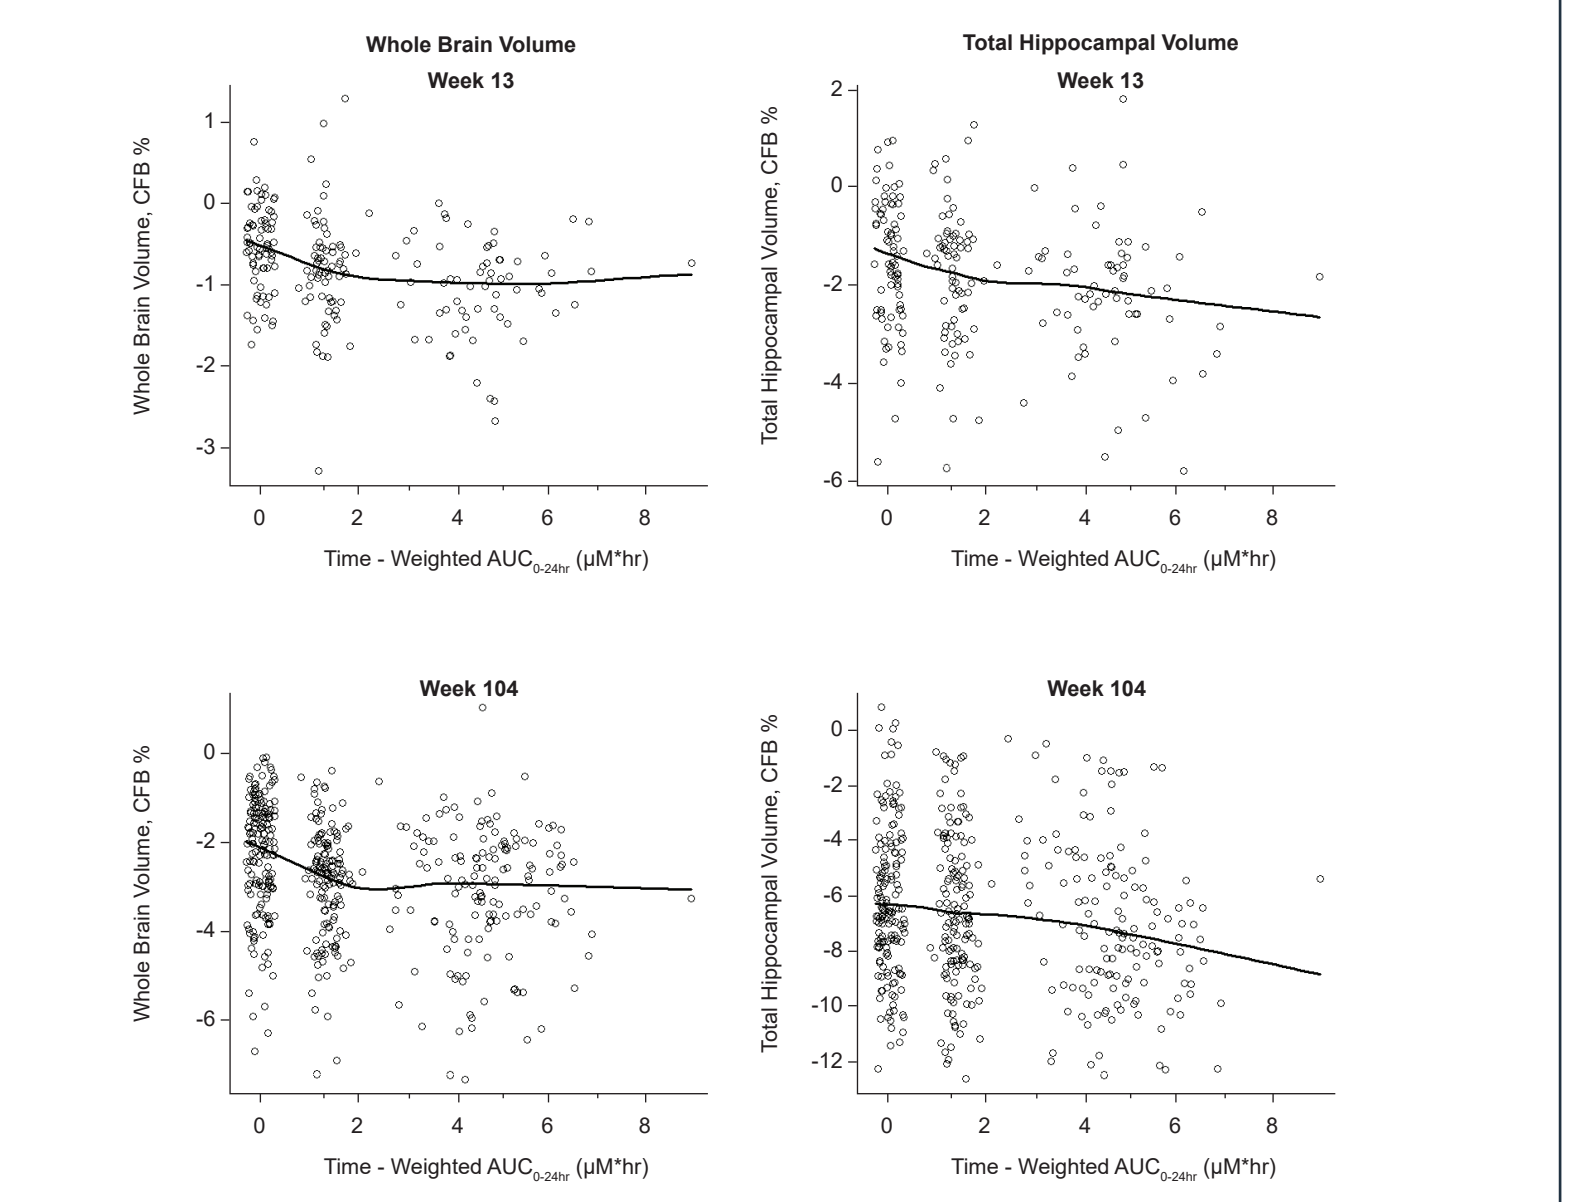 Whole Brain Volume
Week 13
Whole Brain Volume, CFB %
1
0
-1
-2
-3
0 2 4 6 8
Time - Weighted AUC0-24hr (µM*hr)
Total Hippocampal Volume
Week 13
Total Hippocampal Volume, CFB %
2
0
-2
-4
-6
0 2 4 6 8
Time - Weighted AUC0-24hr (µM*hr)
Week 104
Whole Brain Volume, CFB %
0
-2
-4
-6
0 2 4 6 8
Time - Weighted AUC0-24hr (µM*hr)
Week 104
Total Hippocampal Volume, CFB %
0
-2
-4
-6
-8
-10
-12
0 2 4 6 8
Time - Weighted AUC0-24hr (µM*hr)